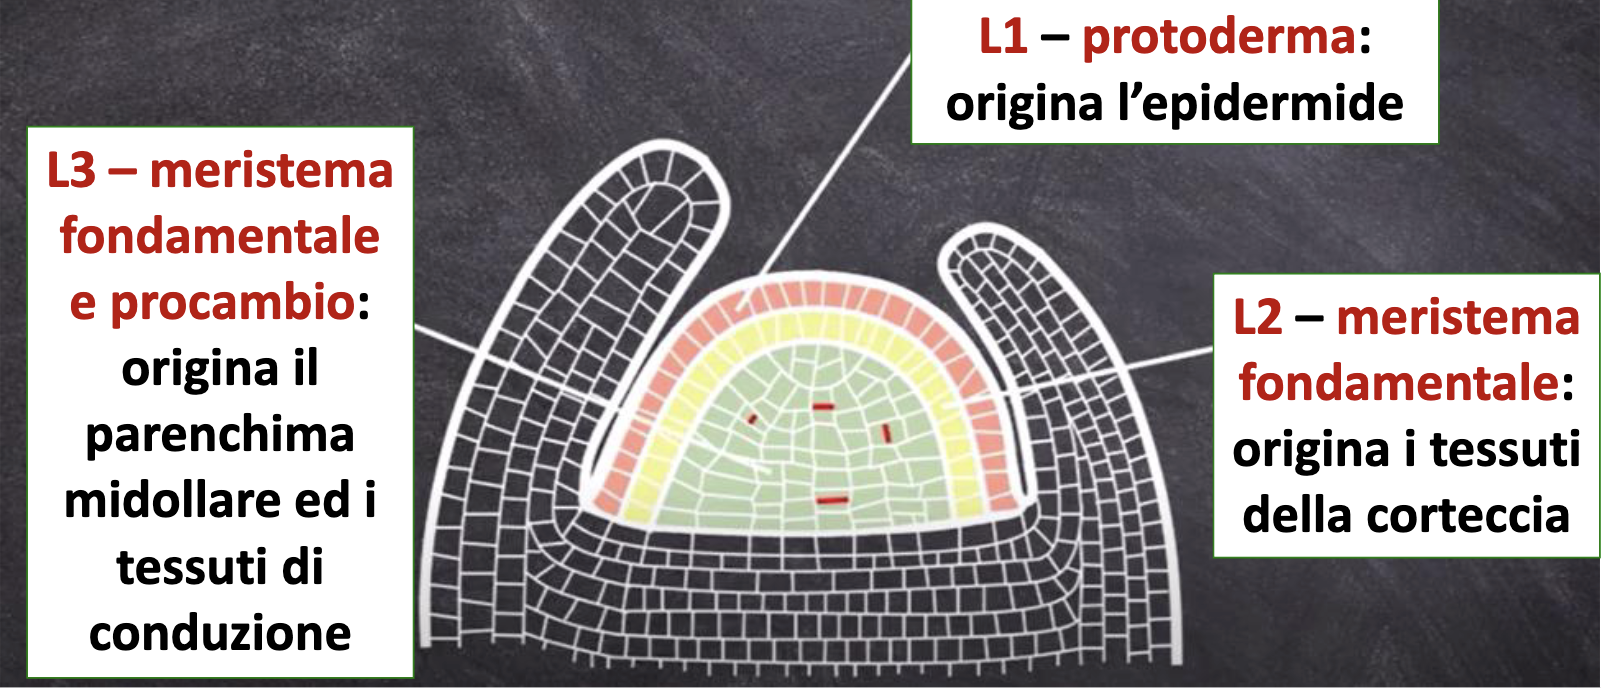 L1 – protoderma:
origina l’epidermide
L3 – meristema
fondamentale
e procambio:
origina il
parenchima
midollare ed i
tessuti di
conduzione
L2 – meristema
fondamentale:
origina i tessuti
della corteccia